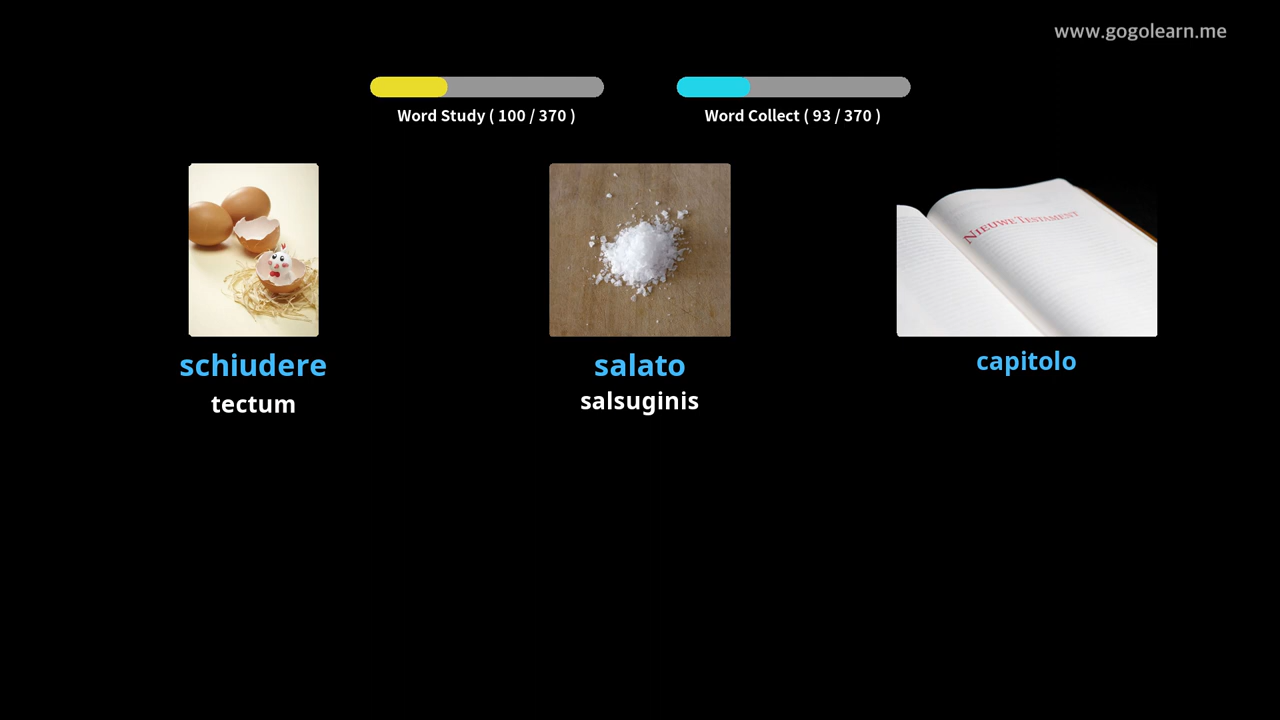 www.gogolearn.me
Word Study ( 100 / 370 )
Word Collect ( 93 / 370 )
NIEUWE TESTAMENT
schiudere
salato
capitolo
tectum
salsuginis